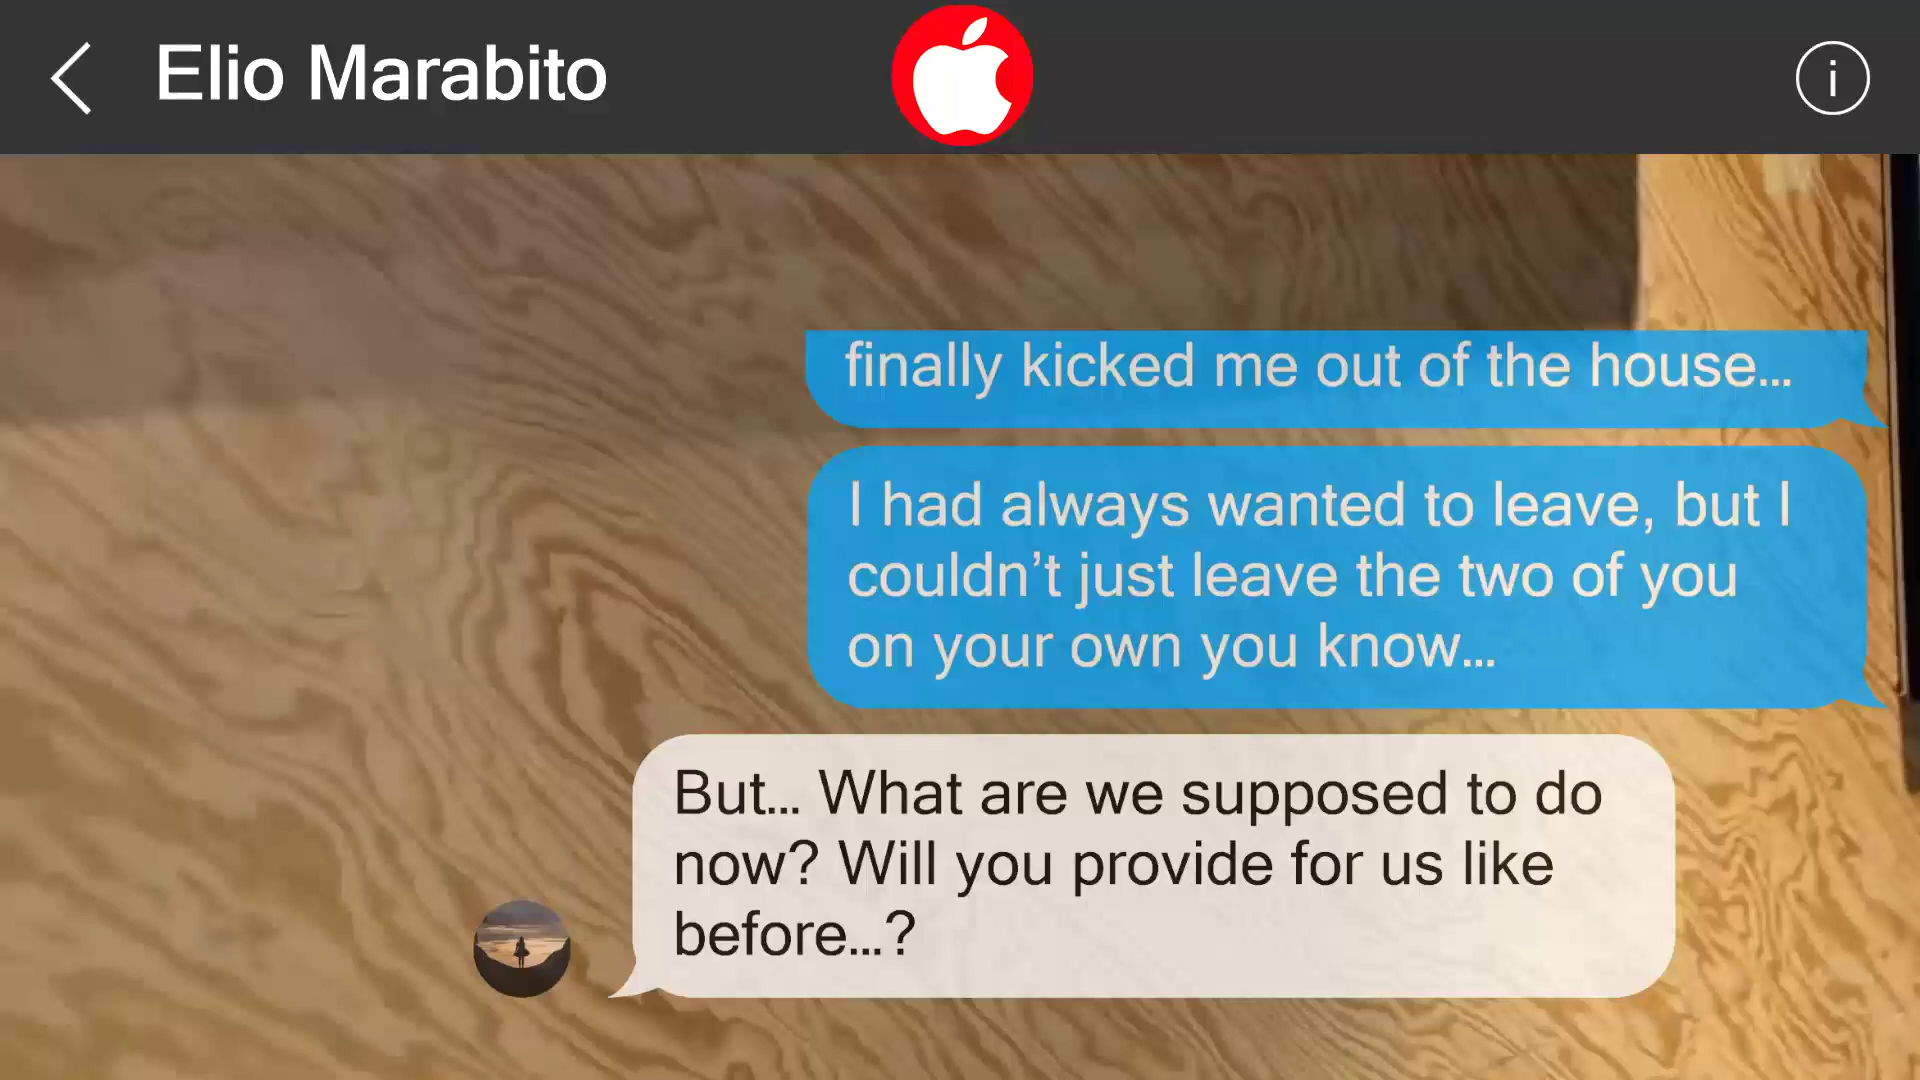 Elio Marabito
i
finally kicked me out of the house...
I had always wanted to leave, but I
couldn’t just leave the two of you
on your own you know...
But... What are we supposed to do
now? Will you provide for us like
before...?